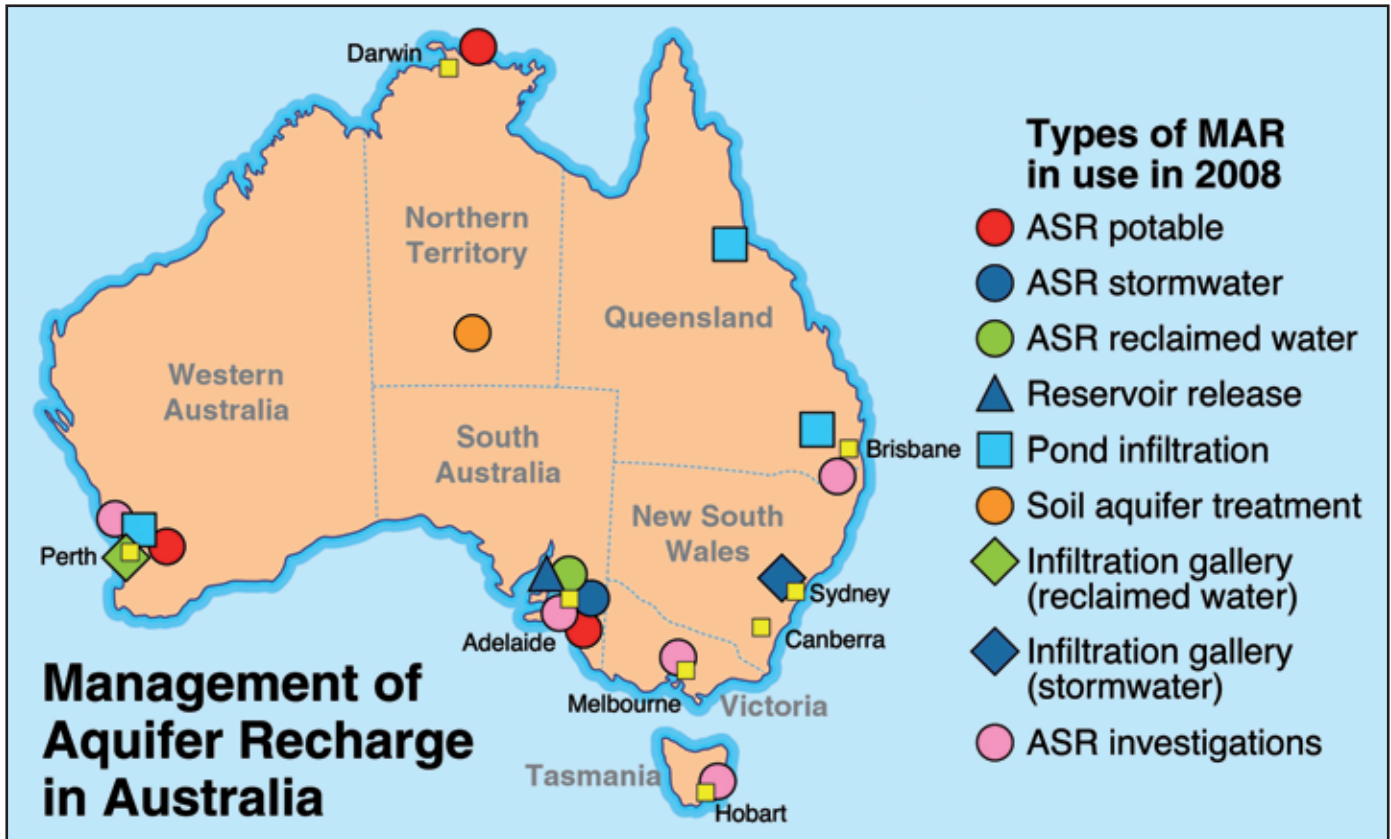 Darwin
Northern
Territory
Queensland
Western
Australia
South
Australia
Brisbane
New South
Wales
Perth
Sydney
Adelaide
Canberra
Melbourne
Victoria
Tasmania
Hobart
Management of
Aquifer Recharge
in Australia
Types of MAR
in use in 2008
ASR potable
ASR stormwater
ASR reclaimed water
Reservoir release
Pond infiltration
Soil aquifer treatment
Infiltration gallery
(reclaimed water)
Infiltration gallery
(stormwater)
ASR investigations